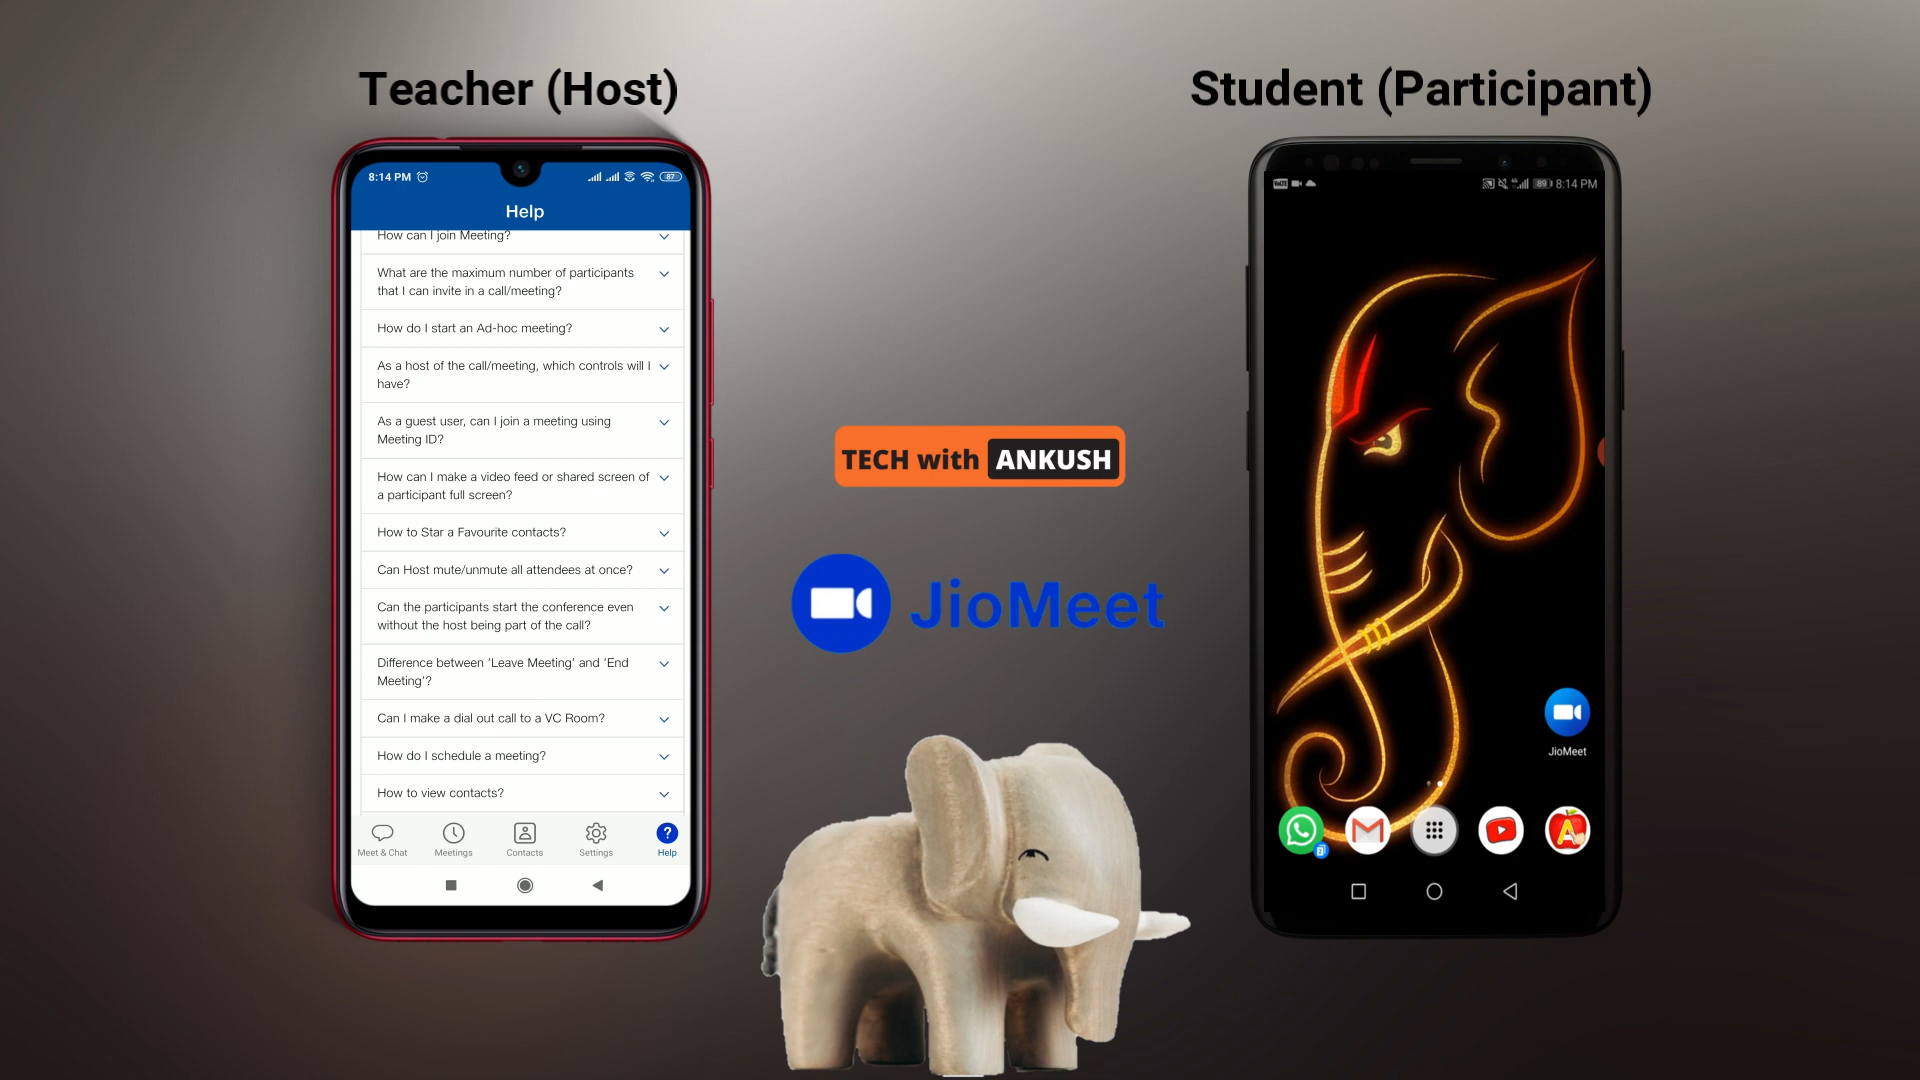 Teacher (Host)
Student (Participant)
8:14 PM
87
Help
How can I join Meeting?
What are the maximum number of participants
that I can invite in a call/meeting?
How do I start an Ad-hoc meeting?
As a host of the call/meeting, which controls will I
have?
As a guest user, can I join a meeting using
Meeting ID?
How can I make a video feed or shared screen of
a participant full screen?
How to Star a Favourite contacts?
Can Host mute/unmute all attendees at once?
Can the participants start the conference even
without the host being part of the call?
Difference between ‘Leave Meeting’ and ‘End
Meeting’?
Can I make a dial out call to a VC Room?
How do I schedule a meeting?
How to view contacts?
Meet & Chat
Meetings
Contacts
Settings
?
Help
TECH with ANKUSH
JioMeet
VoLTE
89
8:14 PM
JioMeet
A